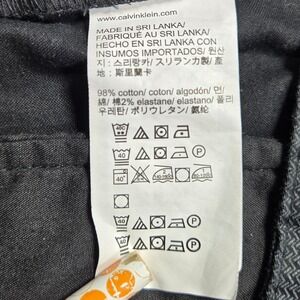 www.calvinklein.com
MADE IN SRI LANKA/
FABRIQUÉ AU SRI LANKA/
HECHO EN SRI LANKA CON
INSUMOS IMPORTADOS/ 원산
지 : 스리랑카/ スリランカ製/ 產
地 : 斯里蘭卡
98% cotton/ coton/ algodón/ 면/
綿/ 棉2% elastane/ elastano/ 폴리
우레탄/ ポリウレタン/ 氨纶
40 P
40 P